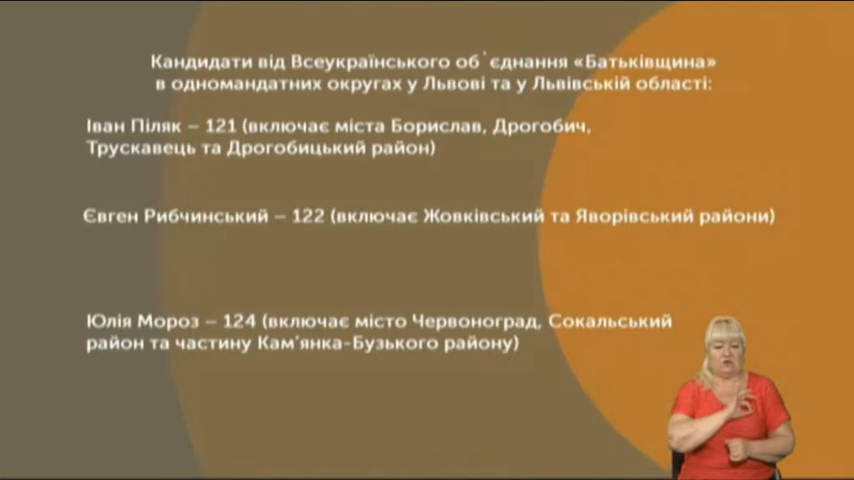 Кандидати від Всеукраїнського об`єднання «Батьківщина»
в одномандатних округах у Львові та у Львівській області:
Іван Піляк – 121 (включає міста Борислав, Дрогобич,
Трускавець та Дрогобицький район)
Євген Рибчинський – 122 (включає Жовківський та Яворівський райони)
Юлія Мороз – 124 (включає місто Червоноград, Сокальський
район та частину Кам'янка-Бузького району)